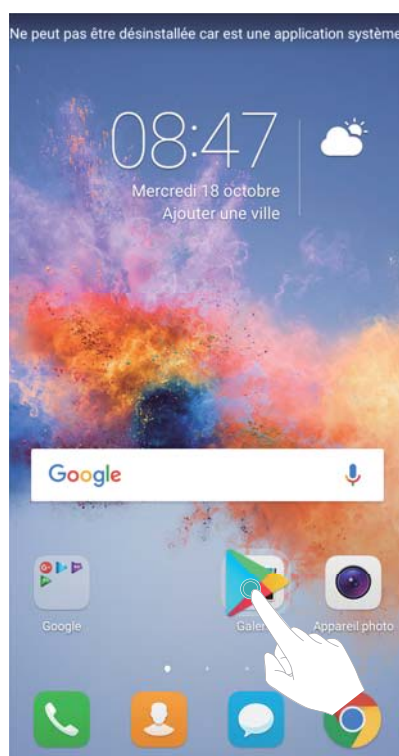 Ne peut pas être désinstallée car est une application système
08:47
Mercredi 18 octobre
Ajouter une ville
Google
Google
Appareil photo